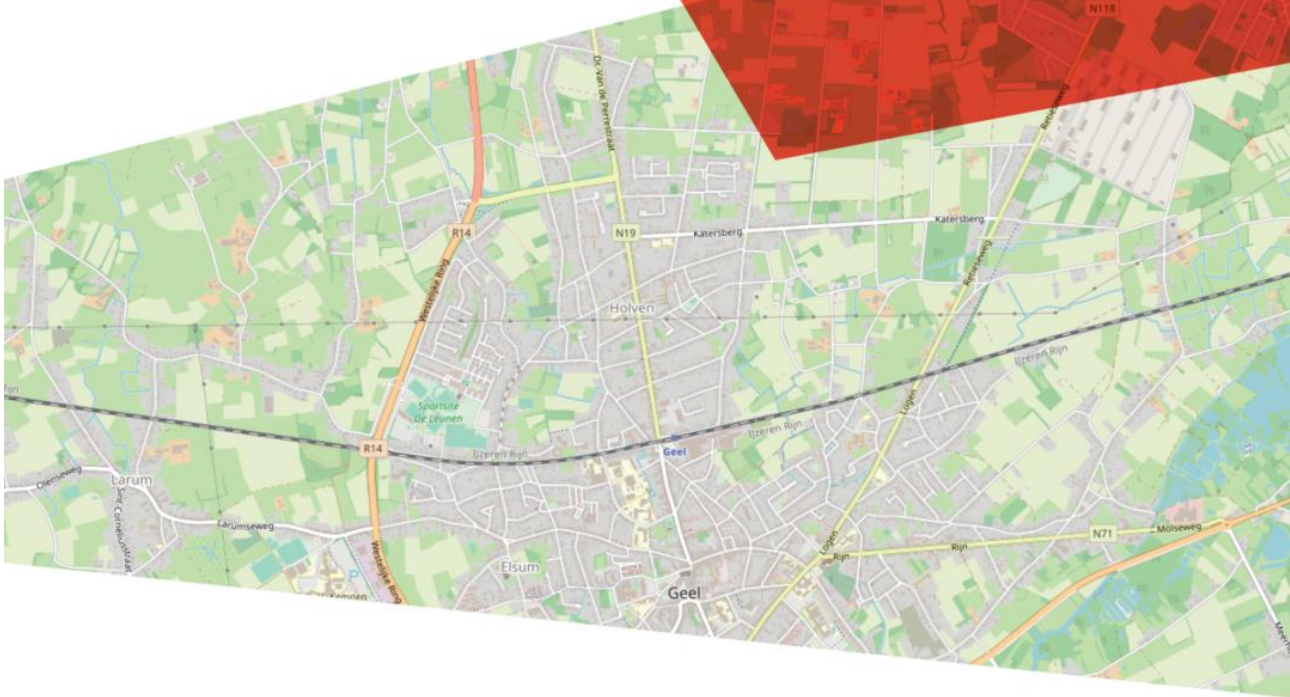 N118
Dr.-Van de Perrestraat
Retieseweg
R14
N19
Katersberg
Katersberg
Westelijke Ring
Retieseweg
Holven
IJzeren Rijn
Rijn
Sportsite
De Leunen
Logen
R14
IJzeren Rijn
IJzeren Rijn
Geel
Olenseweg
Larum
Sint-Corneliusstraat
Larumseweg
Westelijke Ring
Logen
N71
Molseweg
Rijn
Rijn
Elsum
P
Kempen
Geel